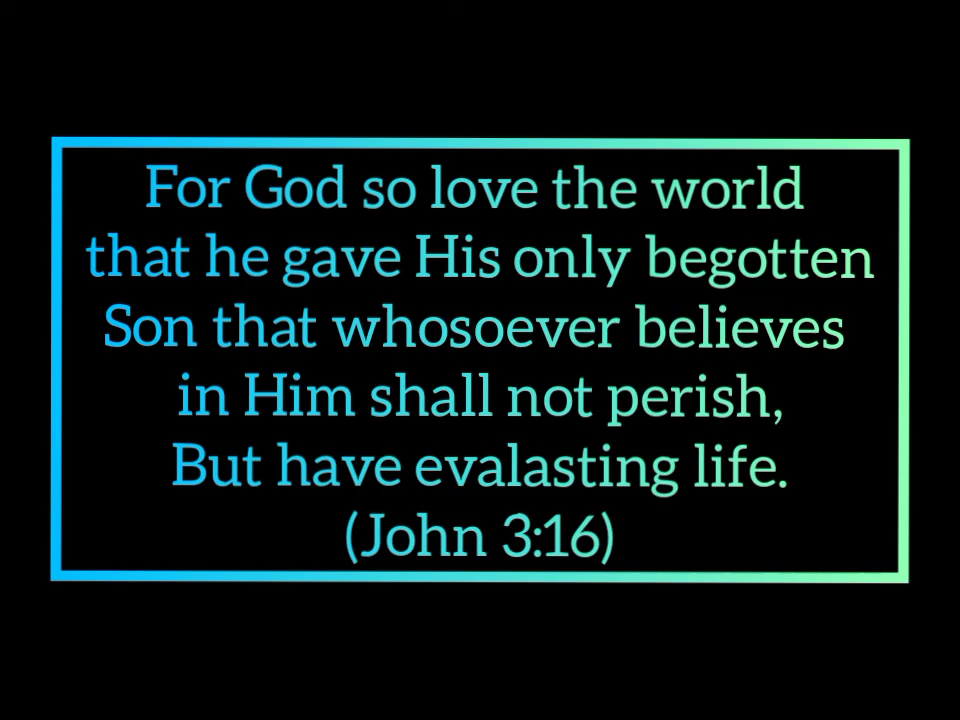 For God so love the world
that he gave His only begotten
Son that whosoever believes
in Him shall not perish,
But have evalasting life.
(John 3:16)